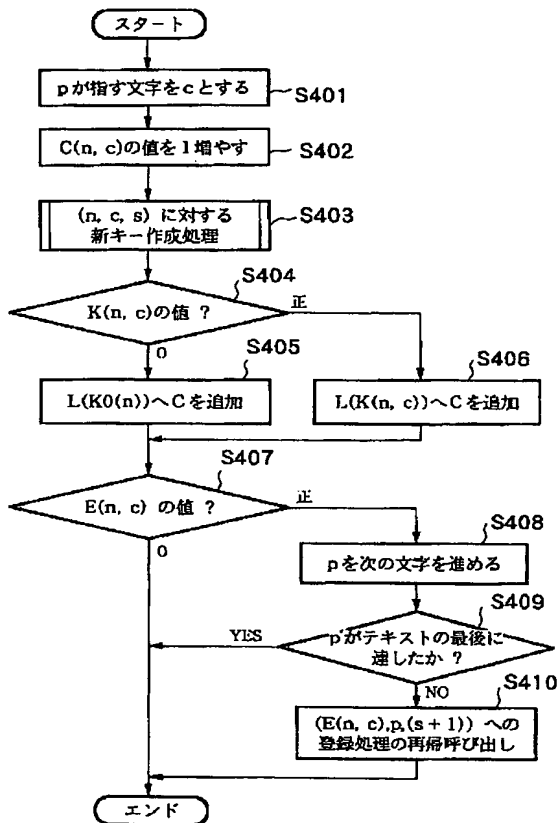 スタート
pが指す文字をcとする
S401
C(n, c)の値を1増やす
S402
(n, c, s) に対する
新キー作成処理
S403
S404
K(n, c)の値 ?
正
0
S405
S406
L(K0(n))へCを追加
L(K(n, c))へCを追加
S407
E(n, c) の値 ?
正
0
S408
pを次の文字を進める
S409
YES
pがテキストの最後に
達したか ?
NO
S410
(E(n, c),p,(s+1)) への
登録処理の再帰呼び出し
エンド